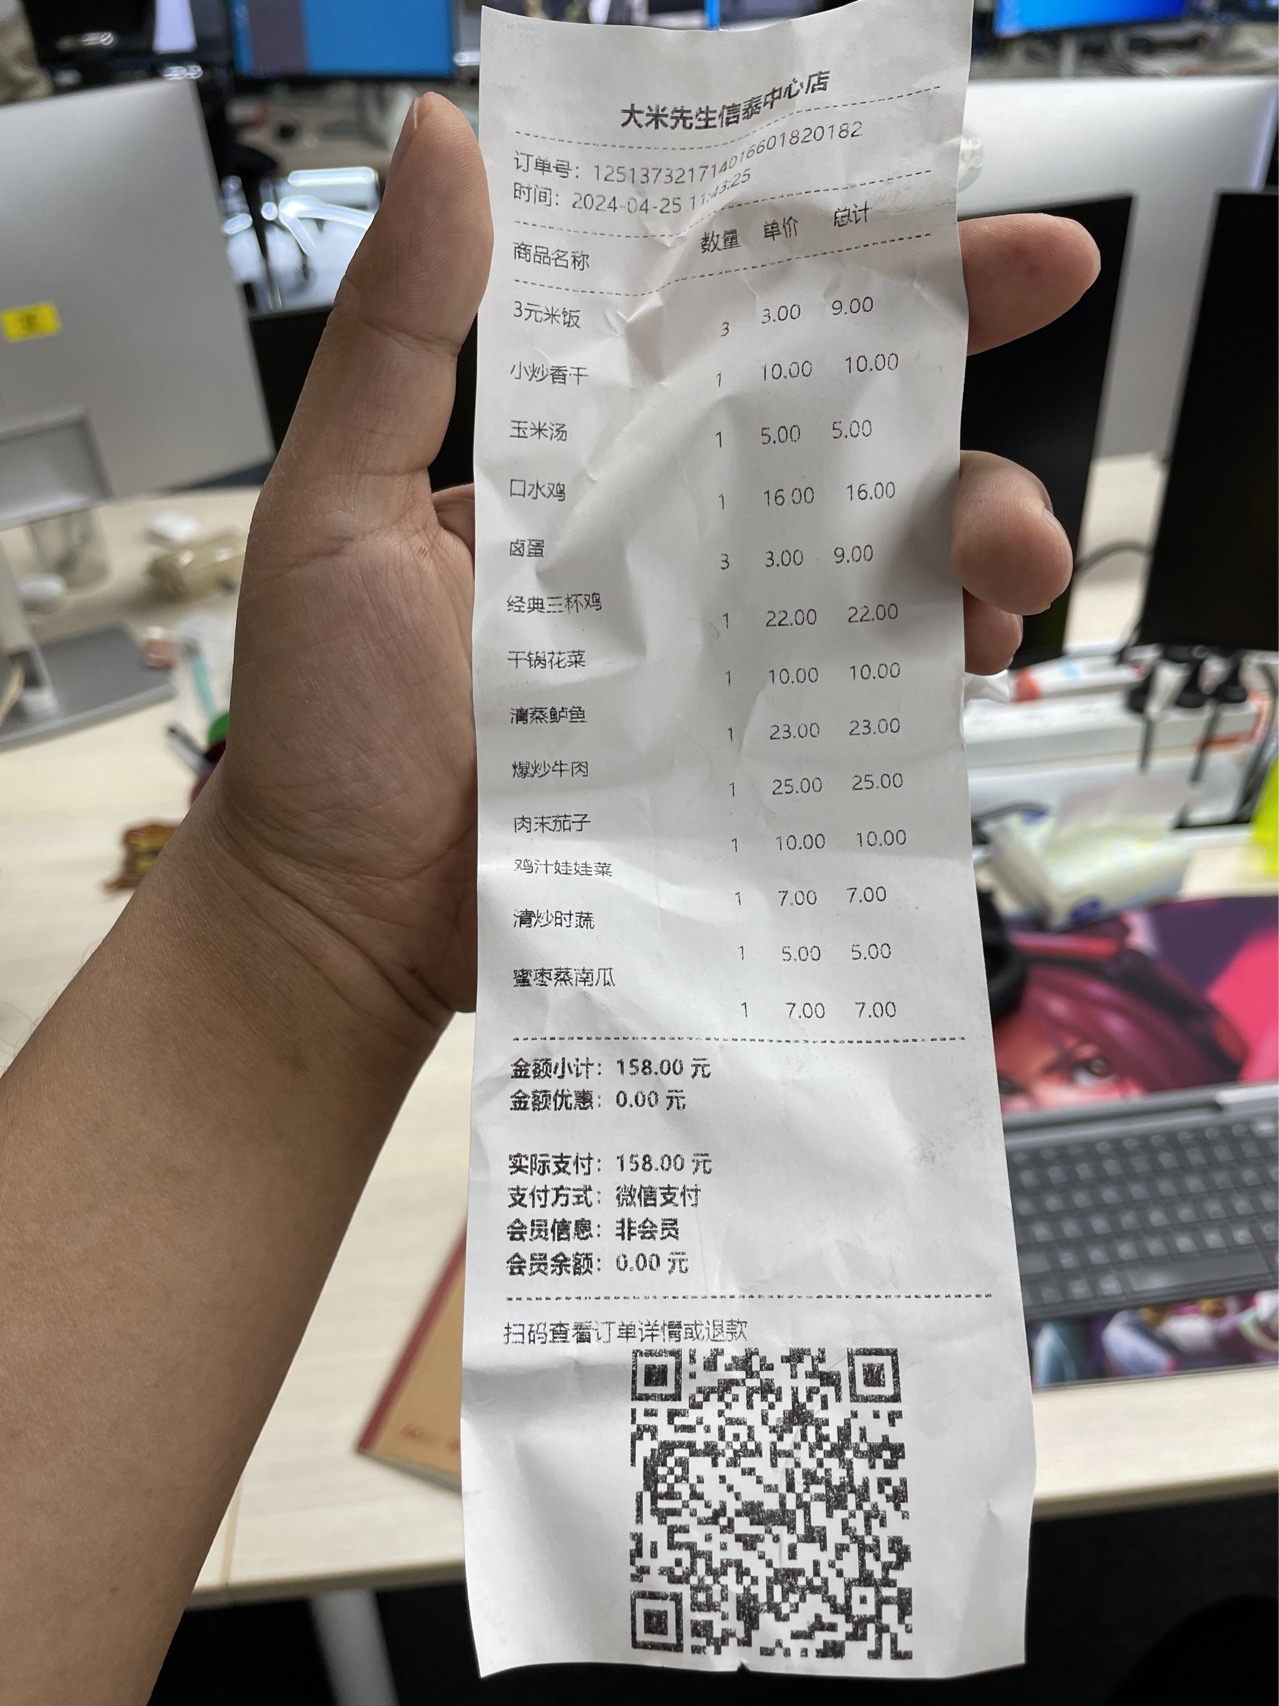 大米先生信泰中心店
订单号：125137321714016601820182
时间：2024-04-25 11:43:25
商品名称 数量 单价 总计
3元米饭 3 3.00 9.00
小炒香干 1 10.00 10.00
玉米汤 1 5.00 5.00
口水鸡 1 16.00 16.00
卤蛋 3 3.00 9.00
经典三杯鸡 1 22.00 22.00
干锅花菜 1 10.00 10.00
清蒸鲈鱼 1 23.00 23.00
爆炒牛肉 1 25.00 25.00
肉末茄子 1 10.00 10.00
鸡汁娃娃菜 1 7.00 7.00
清炒时蔬 1 5.00 5.00
蜜枣蒸南瓜 1 7.00 7.00
金额小计：158.00 元
金额优惠：0.00 元
实际支付：158.00 元
支付方式：微信支付
会员信息：非会员
会员余额：0.00 元
扫码查看订单详情或退款